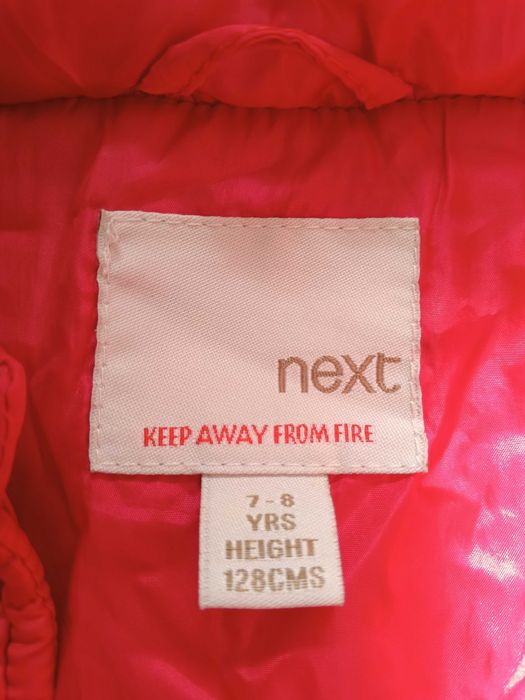 next
KEEP AWAY FROM FIRE
7 - 8
YRS
HEIGHT
128CMS